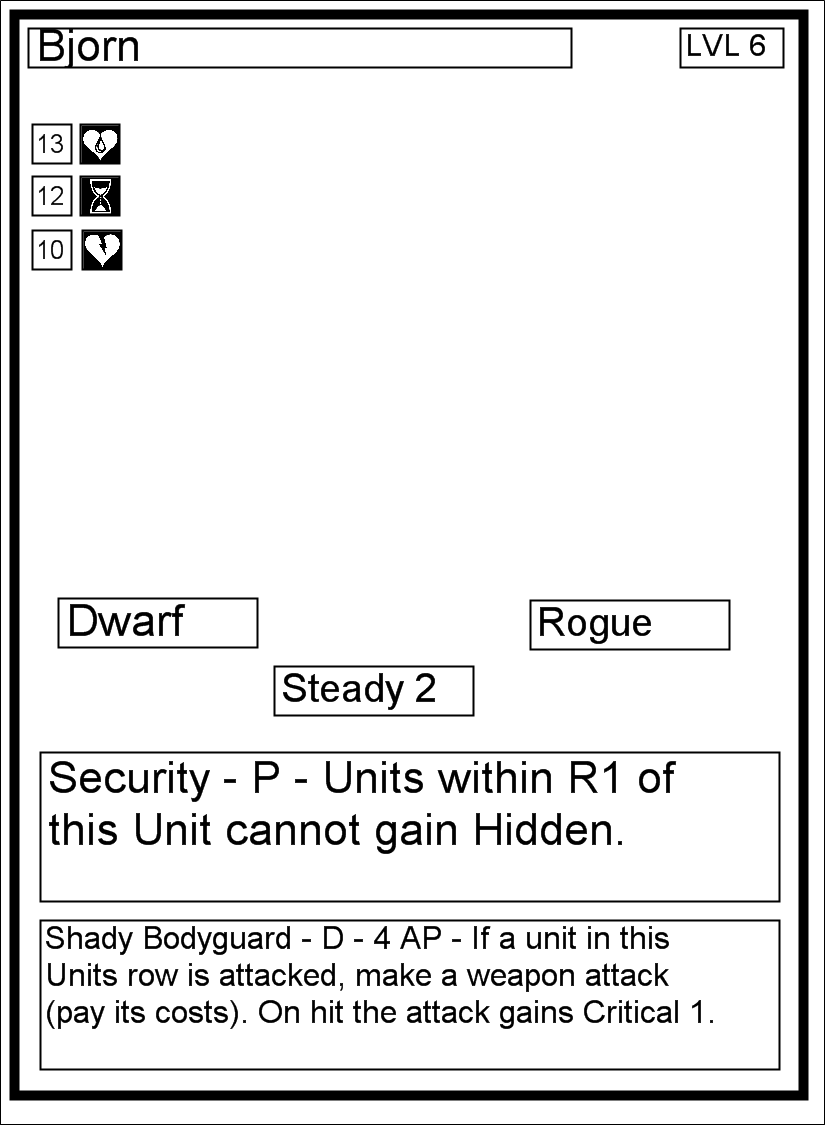 Bjorn
LVL 6
13
12
10
Dwarf
Rogue
Steady 2
Security - P - Units within R1 of
this Unit cannot gain Hidden.
Shady Bodyguard - D - 4 AP - If a unit in this
Units row is attacked, make a weapon attack
(pay its costs). On hit the attack gains Critical 1.